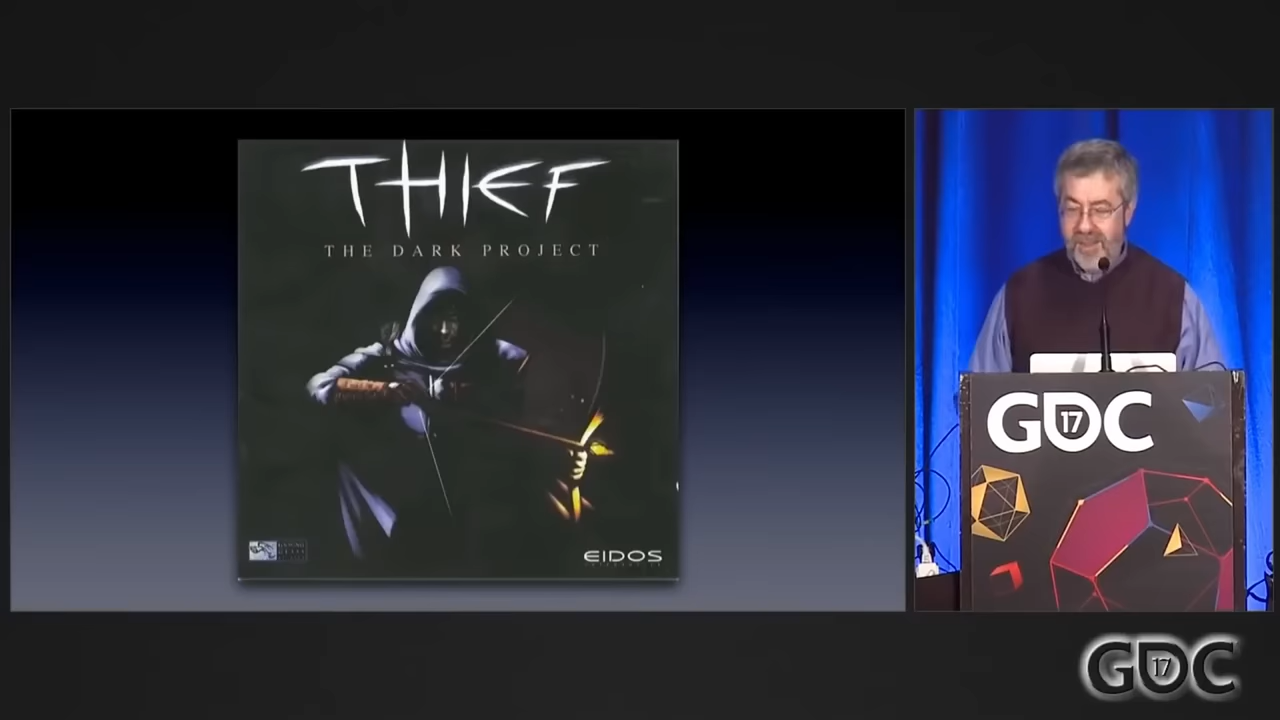 THIEF
THE DARK PROJECT
EIDOS
GDC
17
GDC
17